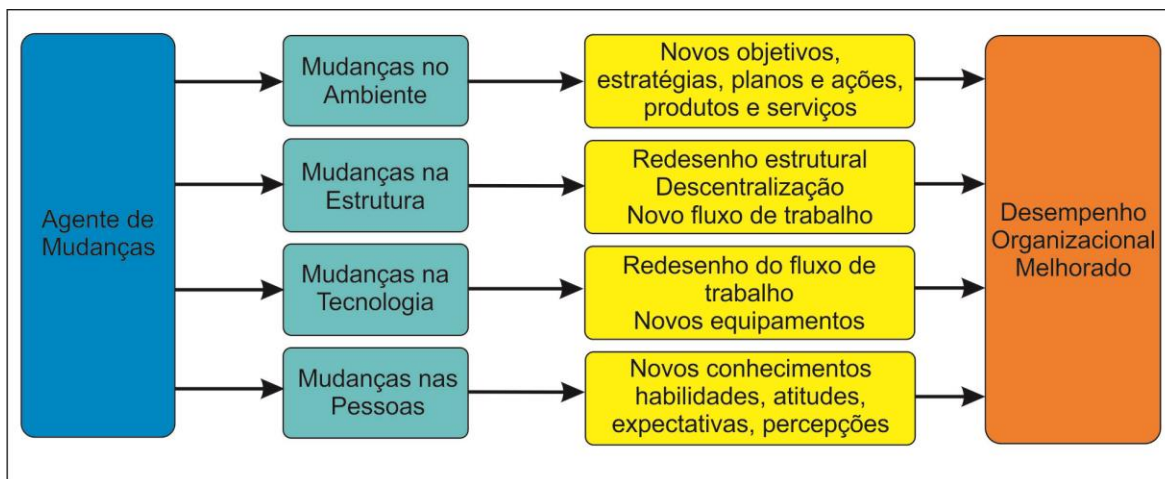 Agente de
Mudanças
Mudanças no
Ambiente
Novos objetivos,
estratégias, planos e ações,
produtos e serviços
Mudanças na
Estrutura
Redesenho estrutural
Descentralização
Novo fluxo de trabalho
Mudanças na
Tecnologia
Redesenho do fluxo de
trabalho
Novos equipamentos
Mudanças nas
Pessoas
Novos conhecimentos
habilidades, atitudes,
expectativas, percepções
Desempenho
Organizacional
Melhorado